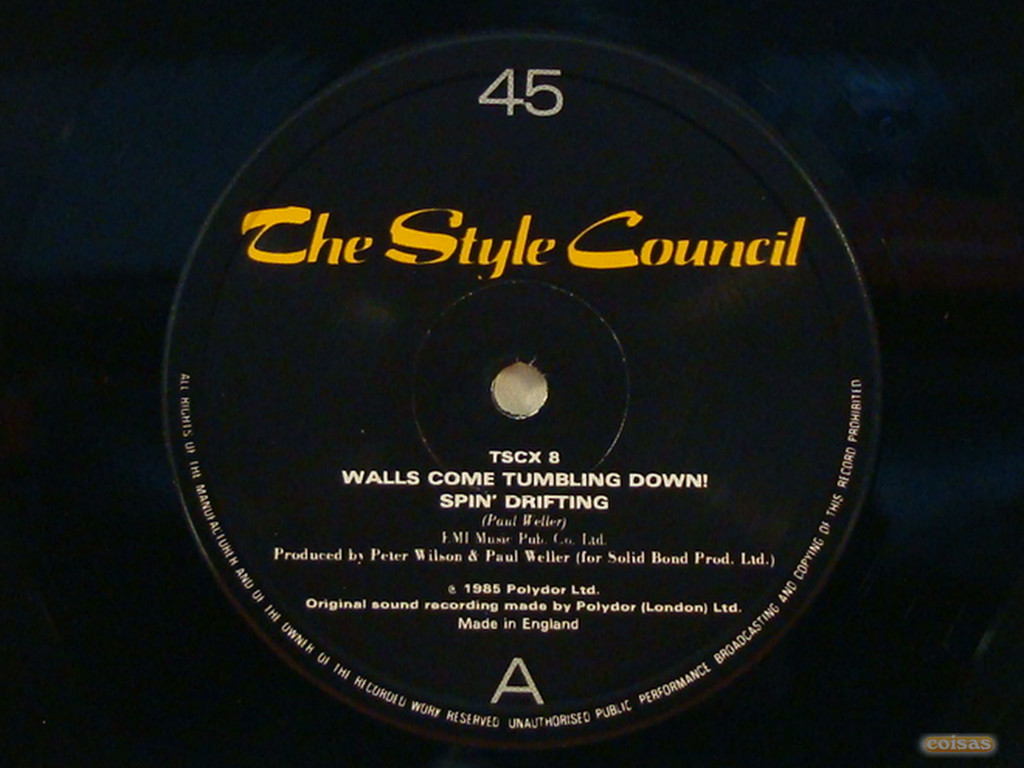 45
The Style Council
TSCX 8
WALLS COME TUMBLING DOWN!
SPIN' DRIFTING
(Paul Weller)
EMI Music Pub. Co. Ltd.
Produced by Peter Wilson & Paul Weller (for Solid Bond Prod. Ltd.)
℗ 1985 Polydor Ltd.
Original sound recording made by Polydor (London) Ltd.
Made in England
A
ALL RIGHTS OF THE MANUFACTURER AND OF THE OWNER OF THE RECORDED WORK RESERVED UNAUTHORISED PUBLIC PERFORMANCE BROADCASTING AND COPYING OF THIS RECORD PROHIBITED
coisas